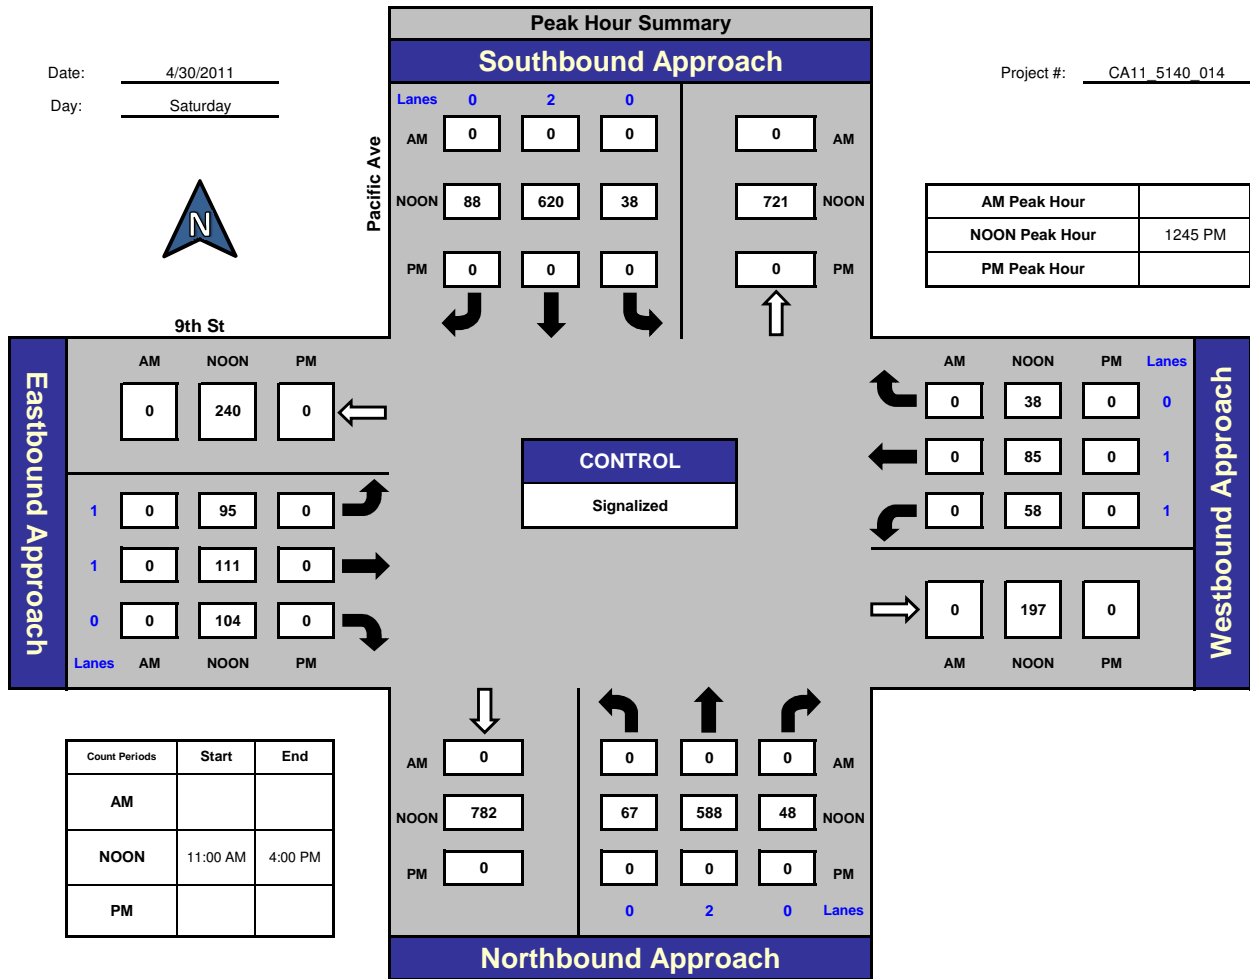 Peak Hour Summary
Southbound Approach
Date: 4/30/2011
Day: Saturday
Project #: CA11_5140_014
Pacific Ave
Lanes 0 2 0
AM 0 0 0 0 AM
NOON 88 620 38 721 NOON
PM 0 0 0 0 PM
N
AM Peak Hour
NOON Peak Hour 1245 PM
PM Peak Hour
9th St
Eastbound Approach
AM NOON PM
0 240 0
1 0 95 0
1 0 111 0
0 0 104 0
Lanes AM NOON PM
CONTROL
Signalized
AM NOON PM Lanes
0 38 0 0
0 85 0 1
0 58 0 1
0 197 0
AM NOON PM
Westbound Approach
Count Periods Start End
AM
NOON 11:00 AM 4:00 PM
PM
AM 0 0 0 0 AM
NOON 782 67 588 48 NOON
PM 0 0 0 0 PM
0 2 0 Lanes
Northbound Approach